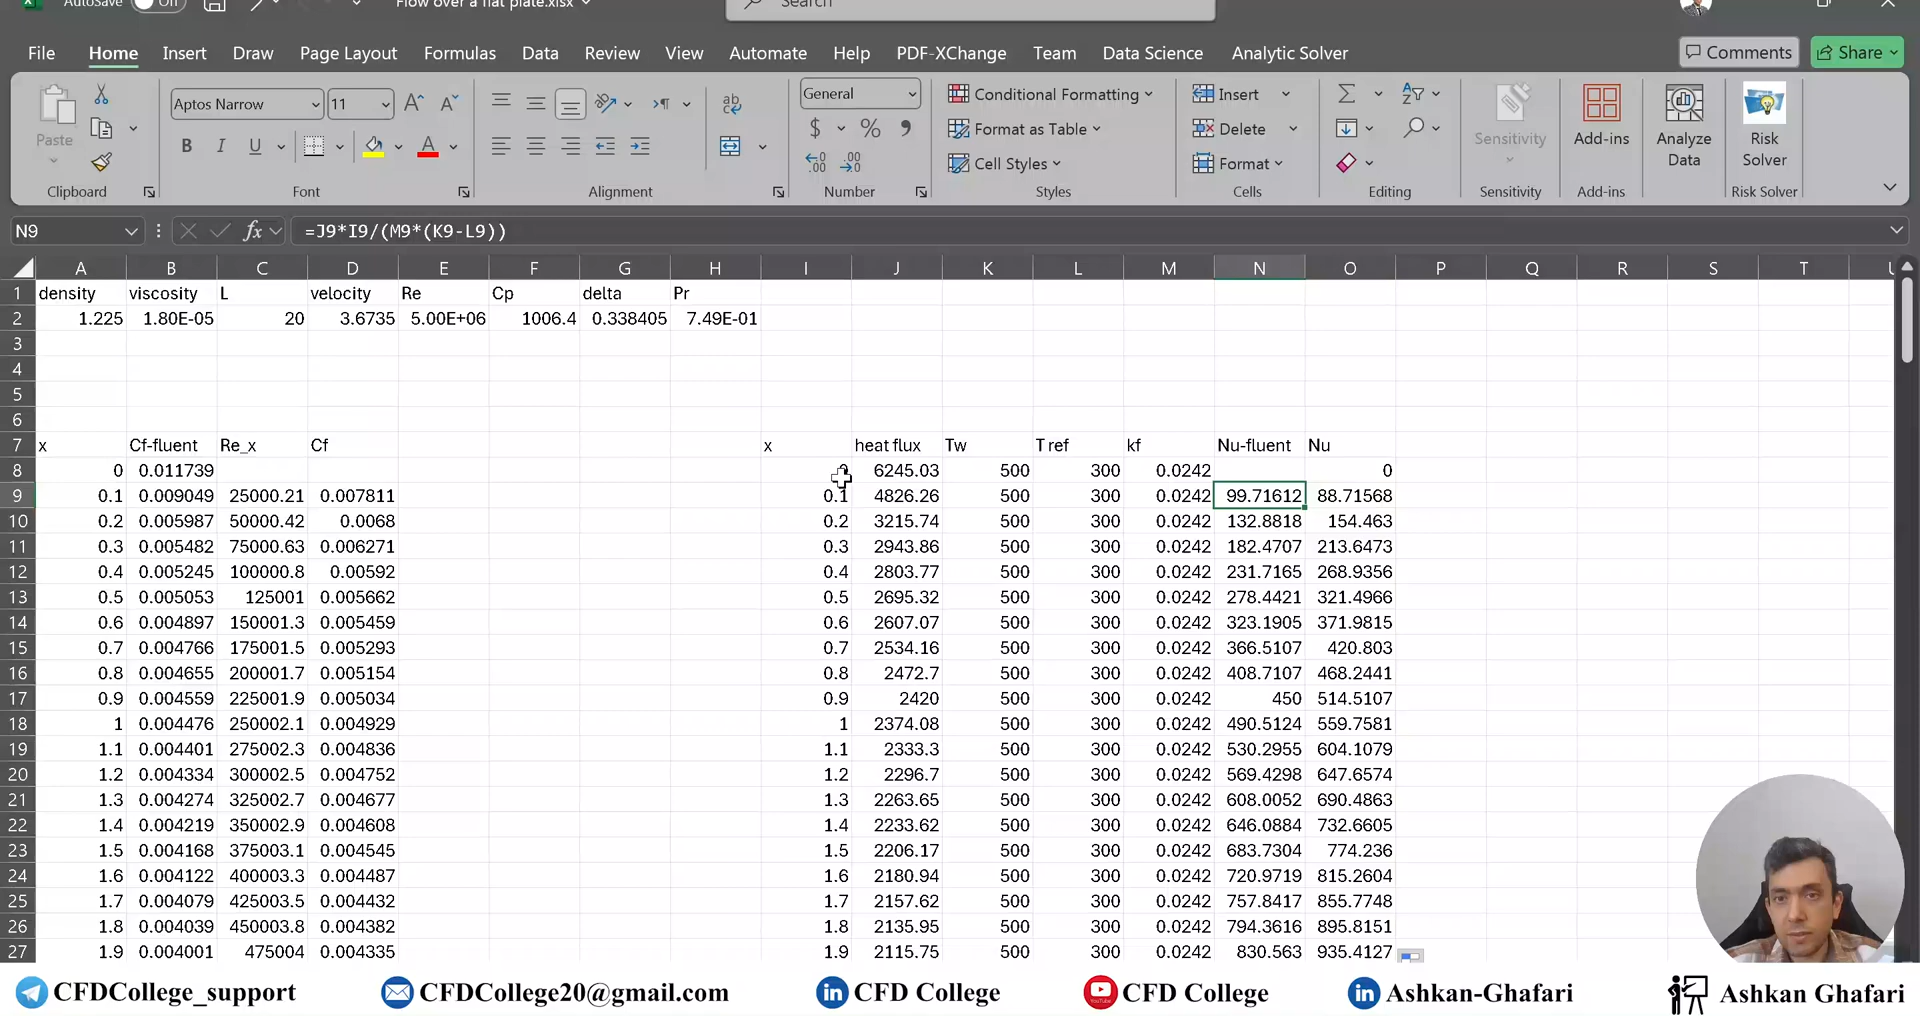 AutoSave Off Flow over a flat plate.xlsx Search
File Home Insert Draw Page Layout Formulas Data Review View Automate Help PDF-XChange Team Data Science Analytic Solver Comments Share
Paste Aptos Narrow 11 General Conditional Formatting Format as Table Cell Styles Insert Delete Format Sensitivity Add-ins Analyze Data Risk Solver
Clipboard Font Alignment Number Styles Cells Editing Sensitivity Add-ins Risk Solver
N9 fx =J9*I9/(M9*(K9-L9))
A B C D E F G H I J K L M N O P Q R S T U
1 density viscosity L velocity Re Cp delta Pr
2 1.225 1.80E-05 20 3.6735 5.00E+06 1006.4 0.338405 7.49E-01
3
4
5
6
7 x Cf-fluent Re_x Cf x heat flux Tw T ref kf Nu-fluent Nu
8 0 0.011739 0 6245.03 500 300 0.0242 0
9 0.1 0.009049 25000.21 0.007811 0.1 4826.26 500 300 0.0242 99.71612 88.71568
10 0.2 0.005987 50000.42 0.0068 0.2 3215.74 500 300 0.0242 132.8818 154.463
11 0.3 0.005482 75000.63 0.006271 0.3 2943.86 500 300 0.0242 182.4707 213.6473
12 0.4 0.005245 100000.8 0.00592 0.4 2803.77 500 300 0.0242 231.7165 268.9356
13 0.5 0.005053 125001 0.005662 0.5 2695.32 500 300 0.0242 278.4421 321.4966
14 0.6 0.004897 150001.3 0.005459 0.6 2607.07 500 300 0.0242 323.1905 371.9815
15 0.7 0.004766 175001.5 0.005293 0.7 2534.16 500 300 0.0242 366.5107 420.803
16 0.8 0.004655 200001.7 0.005154 0.8 2472.7 500 300 0.0242 408.7107 468.2441
17 0.9 0.004559 225001.9 0.005034 0.9 2420 500 300 0.0242 450 514.5107
18 1 0.004476 250002.1 0.004929 1 2374.08 500 300 0.0242 490.5124 559.7581
19 1.1 0.004401 275002.3 0.004836 1.1 2333.3 500 300 0.0242 530.2955 604.1079
20 1.2 0.004334 300002.5 0.004752 1.2 2296.7 500 300 0.0242 569.4298 647.6574
21 1.3 0.004274 325002.7 0.004677 1.3 2263.65 500 300 0.0242 608.0052 690.4863
22 1.4 0.004219 350002.9 0.004608 1.4 2233.62 500 300 0.0242 646.0884 732.6605
23 1.5 0.004168 375003.1 0.004545 1.5 2206.17 500 300 0.0242 683.7304 774.236
24 1.6 0.004122 400003.3 0.004487 1.6 2180.94 500 300 0.0242 720.9719 815.2604
25 1.7 0.004079 425003.5 0.004432 1.7 2157.62 500 300 0.0242 757.8417 855.7748
26 1.8 0.004039 450003.8 0.004382 1.8 2135.95 500 300 0.0242 794.3616 895.8151
27 1.9 0.004001 475004 0.004335 1.9 2115.75 500 300 0.0242 830.563 935.4127
CFDCollege_support CFDCollege20@gmail.com CFD College CFD College Ashkan-Ghafari Ashkan Ghafari